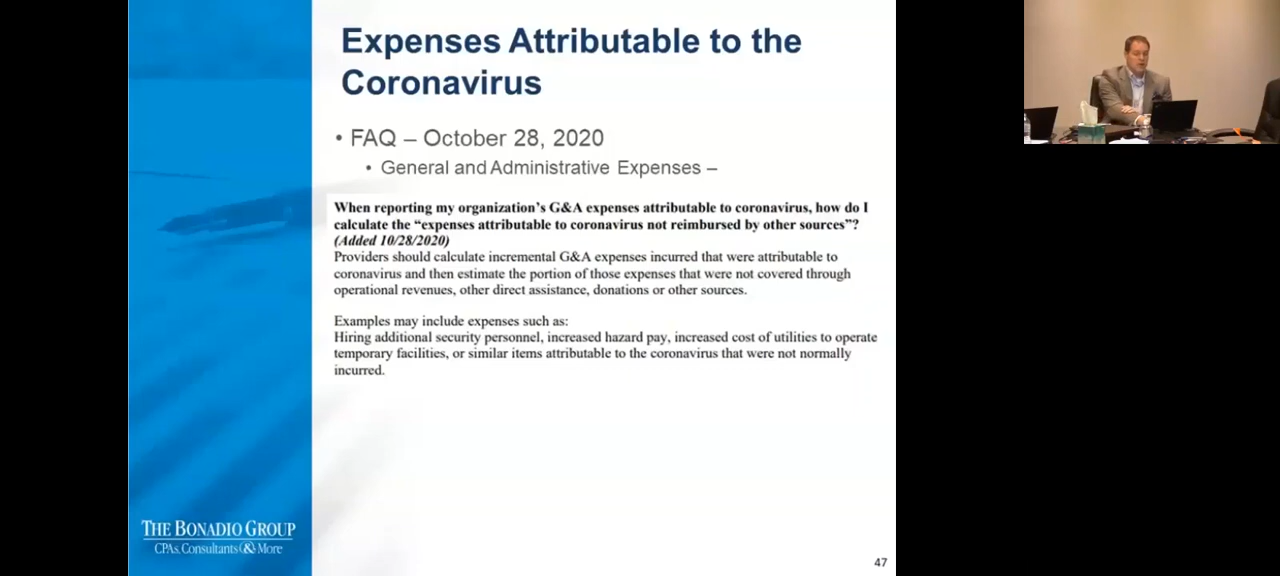 Expenses Attributable to the
Coronavirus
• FAQ – October 28, 2020
• General and Administrative Expenses –
When reporting my organization's G&A expenses attributable to coronavirus, how do I
calculate the “expenses attributable to coronavirus not reimbursed by other sources”?
(Added 10/28/2020)
Providers should calculate incremental G&A expenses incurred that were attributable to
coronavirus and then estimate the portion of those expenses that were not covered through
operational revenues, other direct assistance, donations or other sources.
Examples may include expenses such as:
Hiring additional security personnel, increased hazard pay, increased cost of utilities to operate
temporary facilities, or similar items attributable to the coronavirus that were not normally
incurred.
THE BONADIO GROUP
CPAs, Consultants & More
47